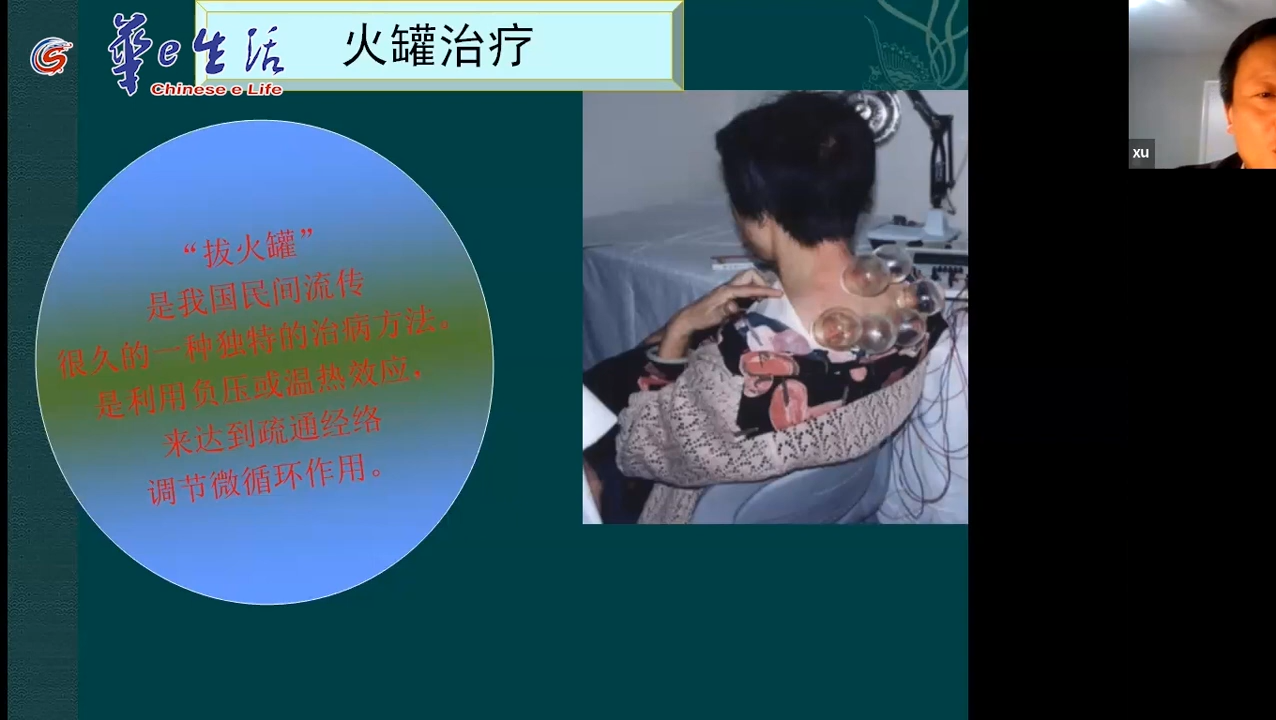 華e生活
Chinese e Life
火罐治疗
“拔火罐”
是我国民间流传
很久的一种独特的治病方法。
是利用负压或温热效应，
来达到疏通经络
调节微循环作用。
xu